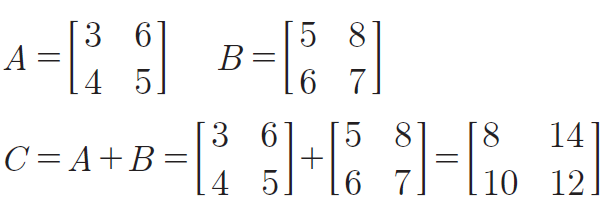 A = [3 6; 4 5] B = [5 8; 6 7]
C = A + B = [3 6; 4 5] + [5 8; 6 7] = [8 14; 10 12]